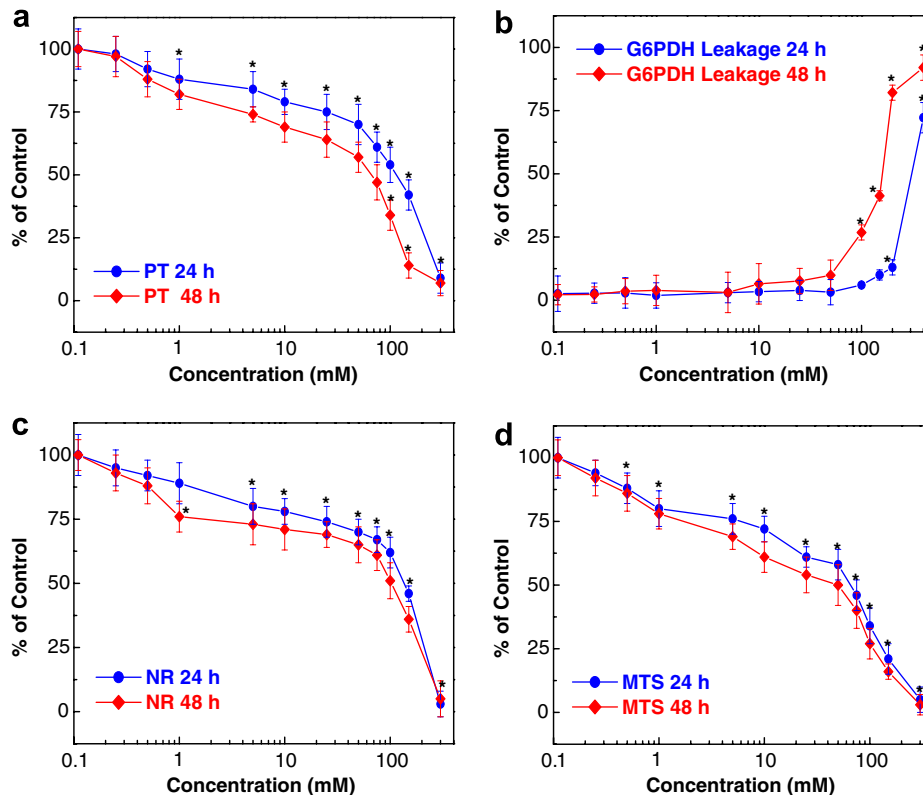 a
% of Control
100
75
50
25
0
PT 24 h
PT 48 h
0.1
1
10
100
Concentration (mM)
b
% of Control
100
75
50
25
0
G6PDH Leakage 24 h
G6PDH Leakage 48 h
0.1
1
10
100
Concentration (mM)
c
% of Control
100
75
50
25
0
NR 24 h
NR 48 h
0.1
1
10
100
Concentration (mM)
d
% of Control
100
75
50
25
0
MTS 24 h
MTS 48 h
0.1
1
10
100
Concentration (mM)